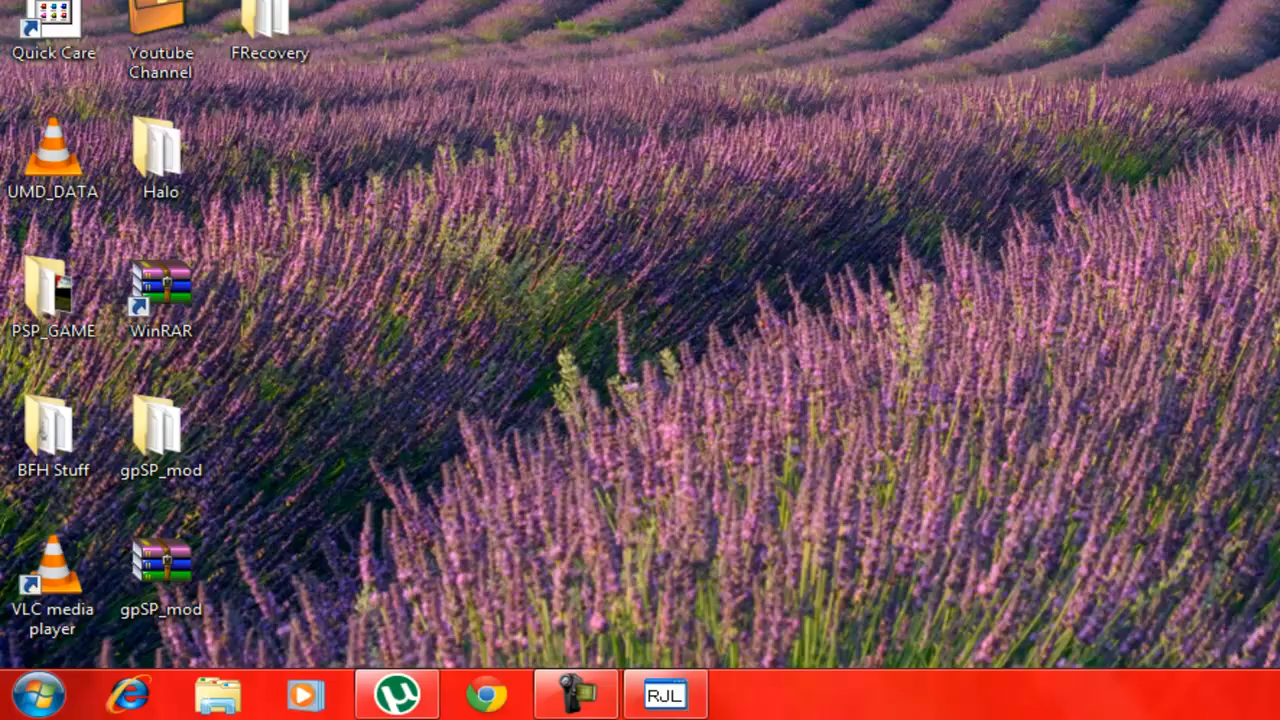 Quick Care
Youtube
Channel
FRecovery
UMD_DATA
Halo
PSP_GAME
WinRAR
BFH Stuff
gpSP_mod
VLC media
player
gpSP_mod
RJL